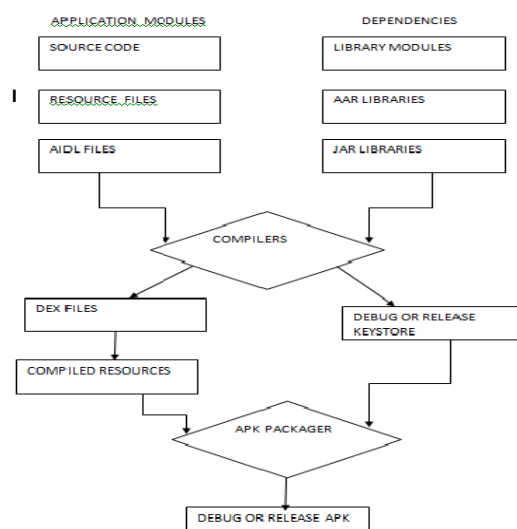 APPLICATION MODULES
DEPENDENCIES
SOURCE CODE
LIBRARY MODULES
I
RESOURCE FILES
AAR LIBRARIES
AIDL FILES
JAR LIBRARIES
COMPILERS
DEX FILES
DEBUG OR RELEASE
KEYSTORE
COMPILED RESOURCES
APK PACKAGER
DEBUG OR RELEASE APK